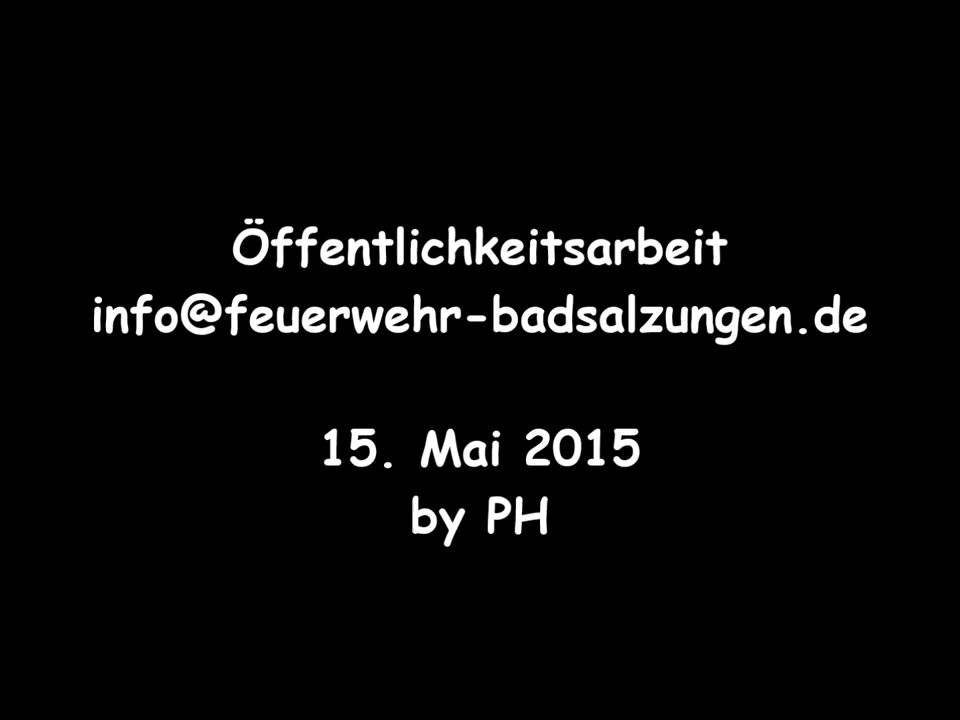 Öffentlichkeitsarbeit
info@feuerwehr-badsalzungen.de
15. Mai 2015
by PH